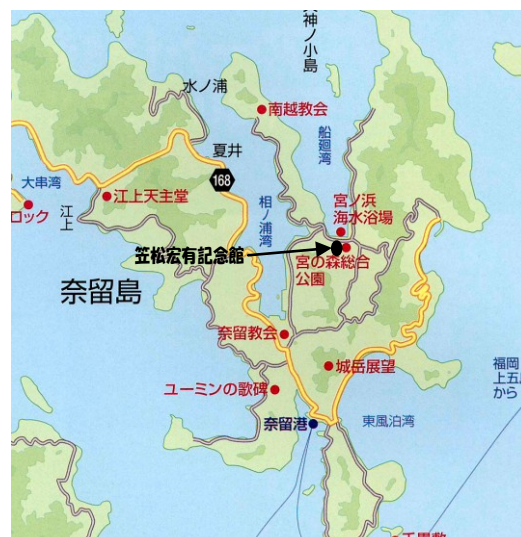 大神ノ小島
水ノ浦
南越教会
船廻湾
夏井
168
大串湾
江上天主堂
ロック
江上
相ノ浦湾
宮ノ浜
海水浴場
笠松宏有記念館
宮の森総合
公園
奈留島
奈留教会
城岳展望
福岡
上五
から
ユーミンの歌碑
奈留港
東風泊湾
千畳敷